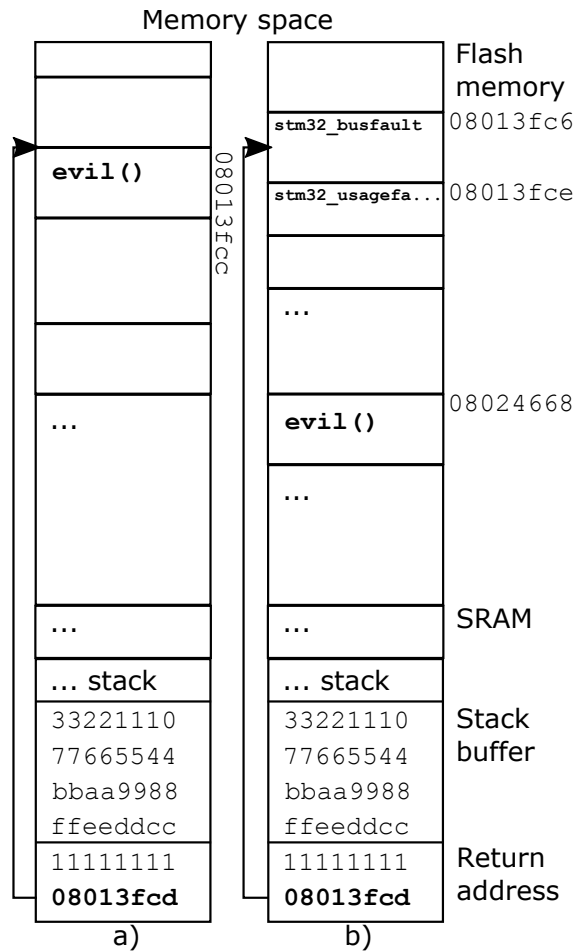 Memory space
Flash
memory
stm32_busfault
08013fc6
evil()
08013fcc
stm32_usagefa...
08013fce
...
...
08024668
evil()
...
...
...
SRAM
... stack
... stack
33221110
33221110
Stack
77665544
77665544
buffer
bbaa9988
bbaa9988
ffeeddcc
ffeeddcc
11111111
11111111
Return
08013fcd
08013fcd
address
a)
b)